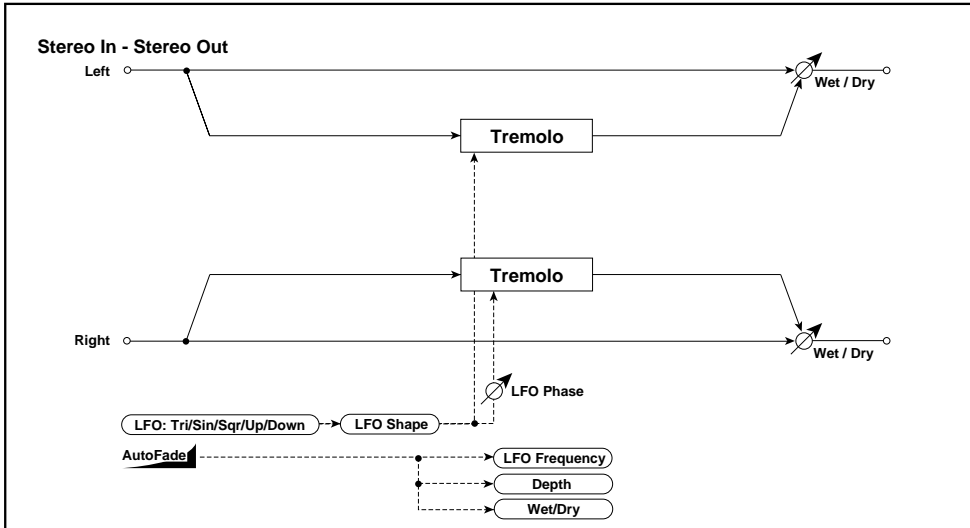 Stereo In - Stereo Out
Left
Wet / Dry
Tremolo
Tremolo
Right
Wet / Dry
LFO Phase
LFO: Tri/Sin/Sqr/Up/Down
LFO Shape
AutoFade
LFO Frequency
Depth
Wet/Dry